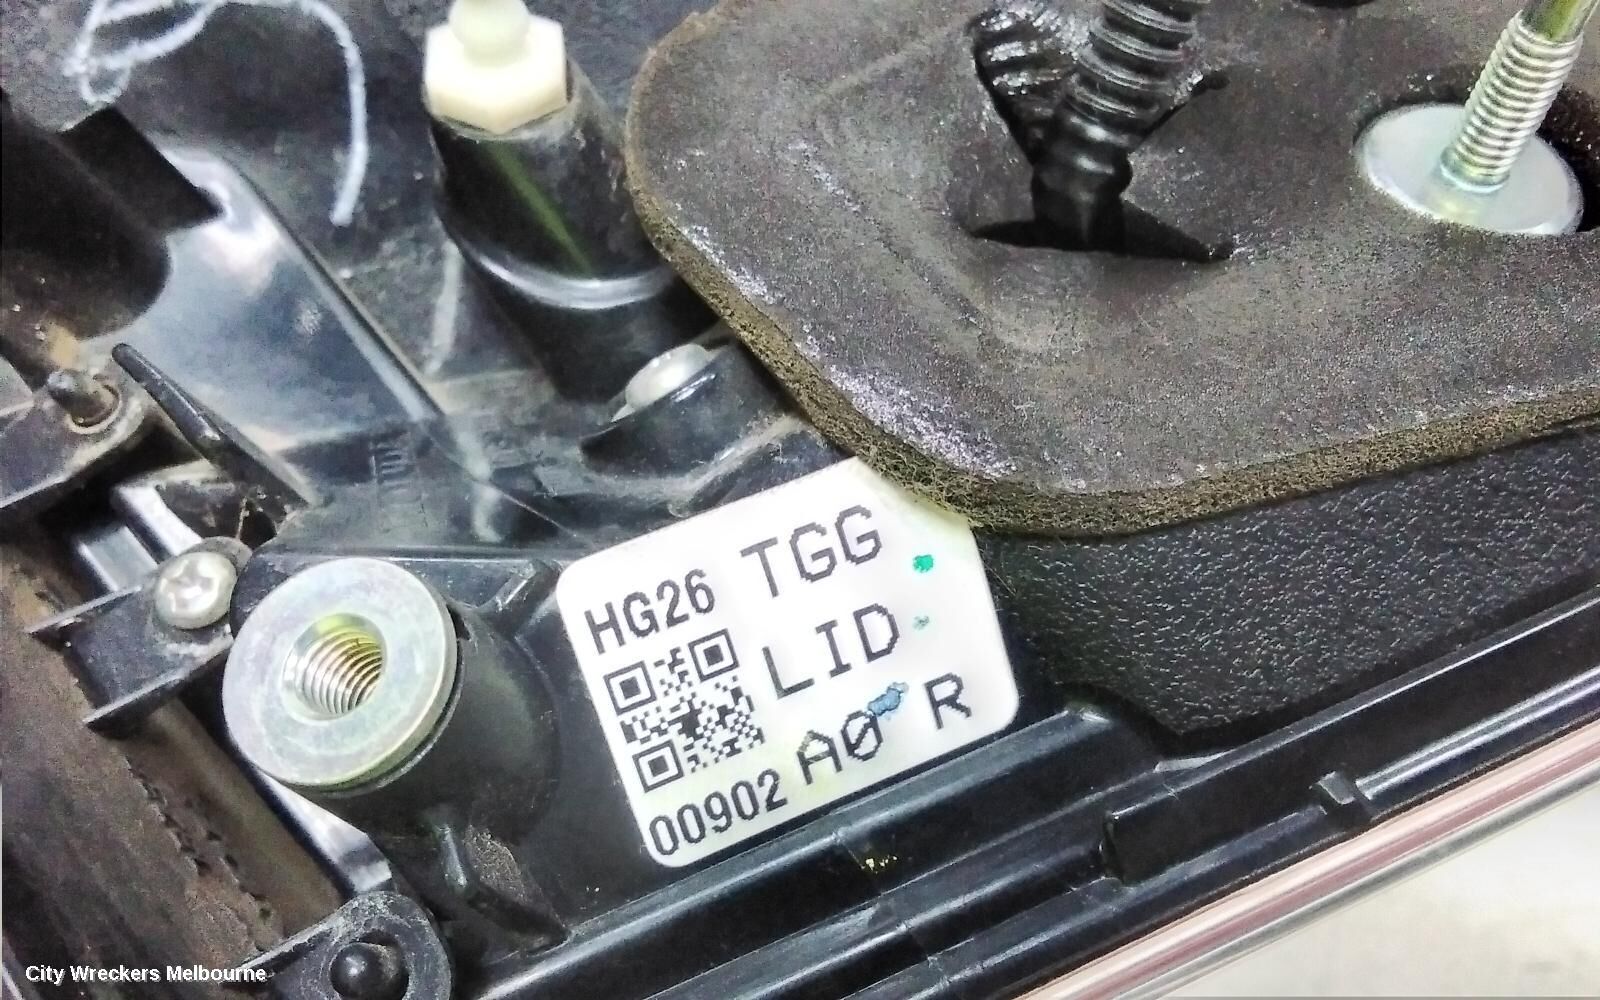 HG26 TGG
LID
A0 R
00902
City Wreckers Melbourne